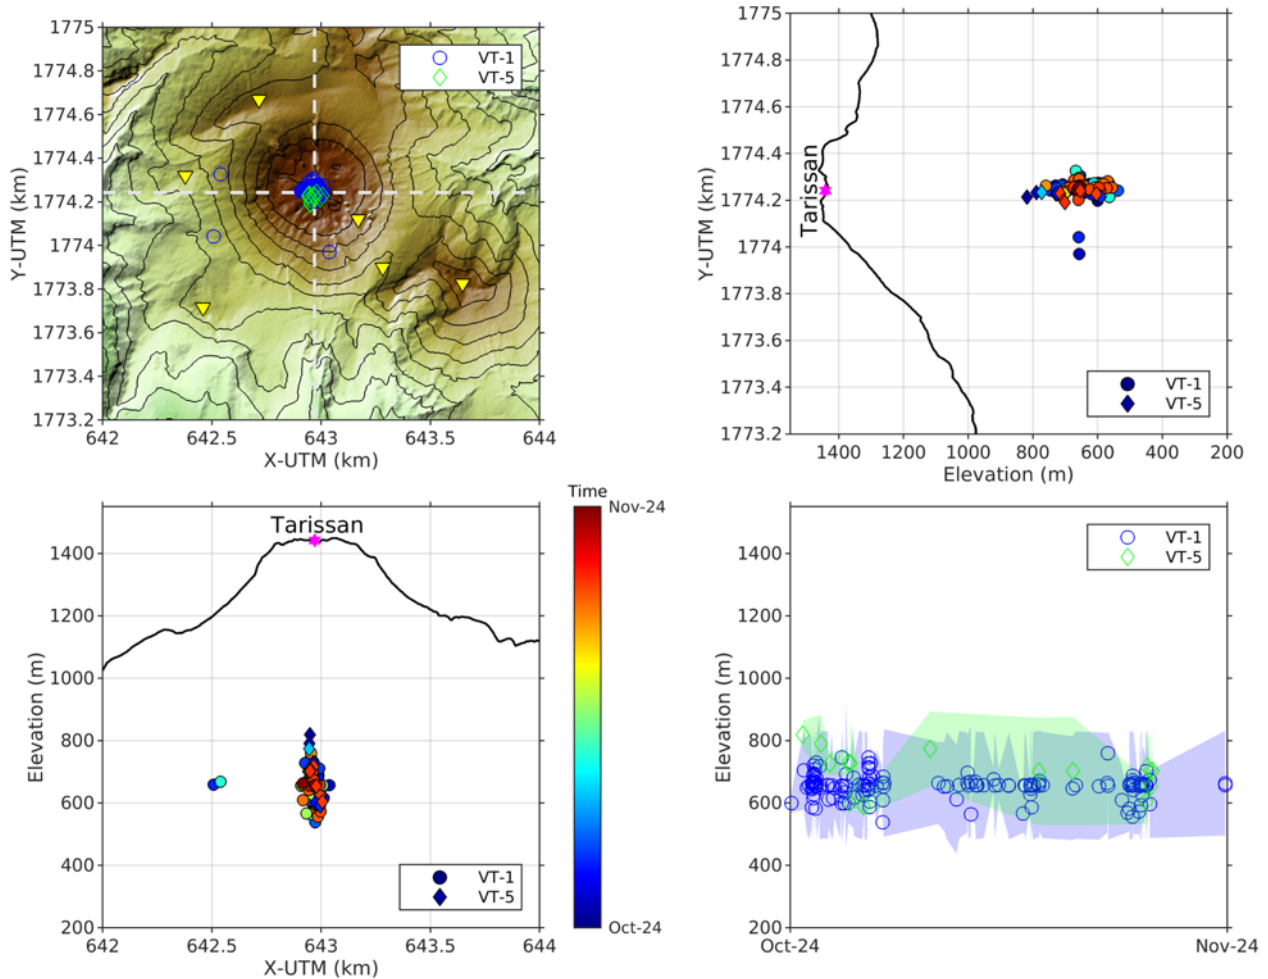 1775
1774.8
1774.6
1774.4
1774.2
1774
1773.8
1773.6
1773.4
1773.2
Y-UTM (km)
642
642.5
643
643.5
644
X-UTM (km)
VT-1
VT-5
1775
1774.8
1774.6
1774.4
1774.2
1774
1773.8
1773.6
1773.4
1773.2
Y-UTM (km)
Tarissan
1400
1200
1000
800
600
400
200
Elevation (m)
VT-1
VT-5
Tarissan
1400
1200
1000
800
600
400
200
Elevation (m)
642
642.5
643
643.5
644
X-UTM (km)
VT-1
VT-5
Time
Nov-24
Oct-24
1400
1200
1000
800
600
400
200
Elevation (m)
Oct-24
Nov-24
VT-1
VT-5